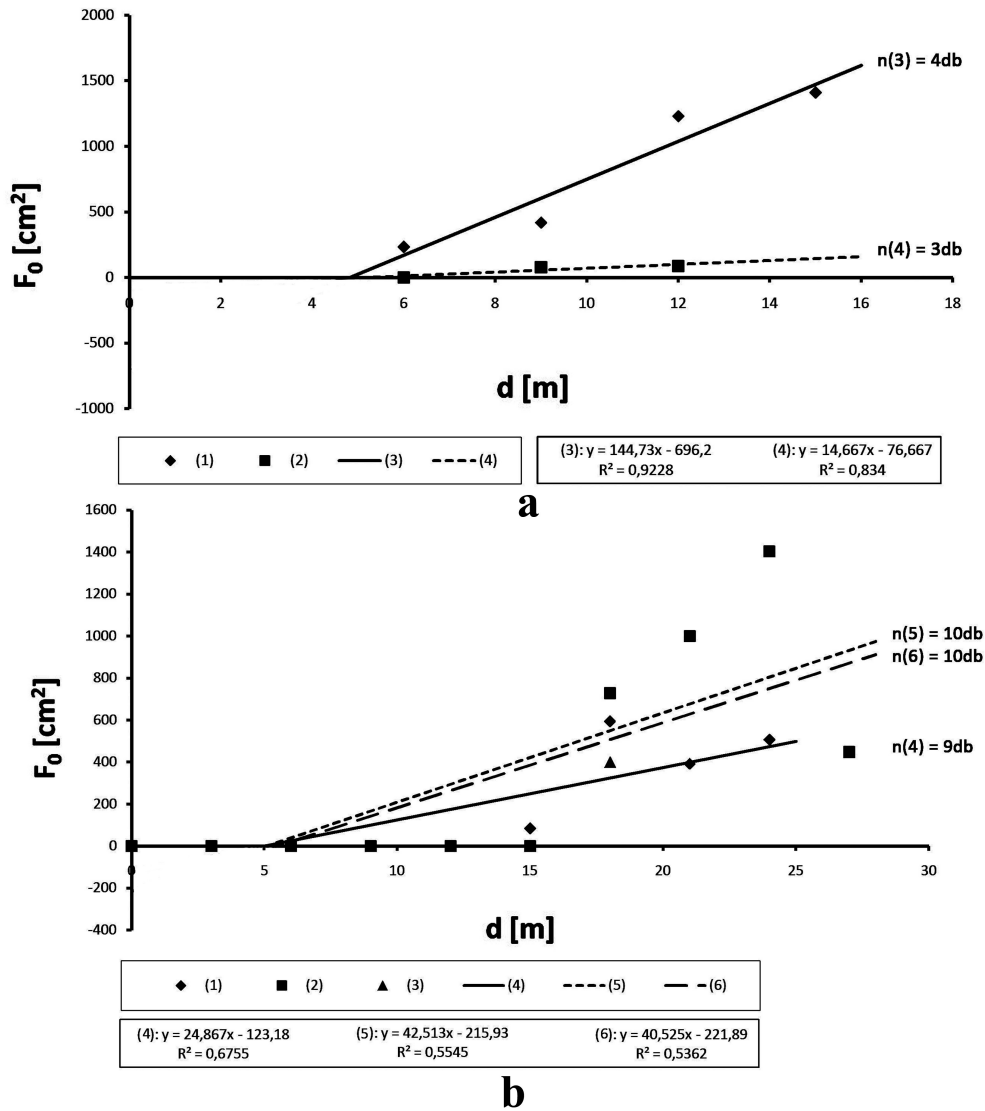 2000
1500
1000
500
0
-500
-1000
F₀ [cm²]
0 2 4 6 8 10 12 14 16 18
d [m]
n(3) = 4db
n(4) = 3db
(1) (2) (3) (4)
(3): y = 144,73x - 696,2 (4): y = 14,667x - 76,667
R² = 0,9228 R² = 0,834
a
1600
1400
1200
1000
800
600
400
200
0
-200
-400
F₀ [cm²]
0 5 10 15 20 25 30
d [m]
n(5) = 10db
n(6) = 10db
n(4) = 9db
(1) (2) (3) (4) (5) (6)
(4): y = 24,867x - 123,18 (5): y = 42,513x - 215,93 (6): y = 40,525x - 221,89
R² = 0,6755 R² = 0,5545 R² = 0,5362
b